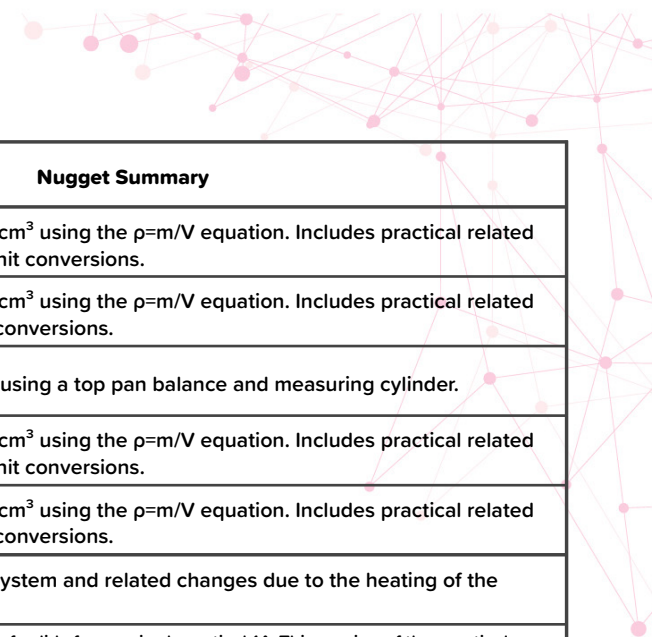 Nugget Summary
cm³ using the ρ=m/V equation. Includes practical related
nit conversions.
cm³ using the ρ=m/V equation. Includes practical related
conversions.
using a top pan balance and measuring cylinder.
cm³ using the ρ=m/V equation. Includes practical related
nit conversions.
cm³ using the ρ=m/V equation. Includes practical related
conversions.
ystem and related changes due to the heating of the